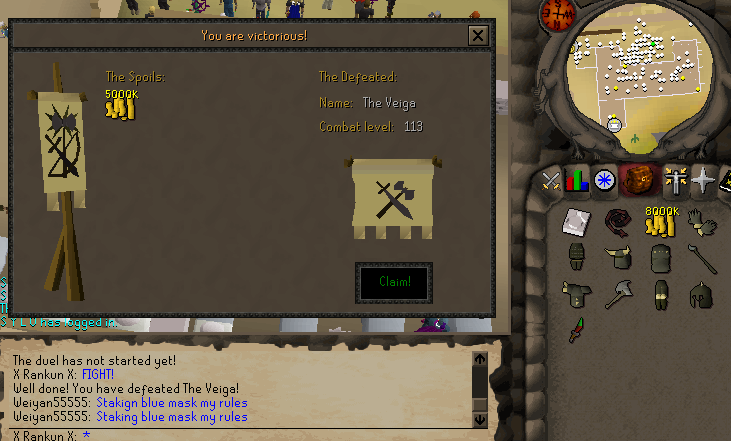 You are victorious!
The Spoils:
5000k
The Defeated:
Name: The Veiga
Combat level: 113
Claim!
8000k
S Y L V has logged in.
The duel has not started yet!
X Rankun X: FIGHT!
Well done! You have defeated The Veiga!
Weiyan55555: Stakign blue mask my rules
Weiyan55555: Staking blue mask my rules
X Rankun X: *